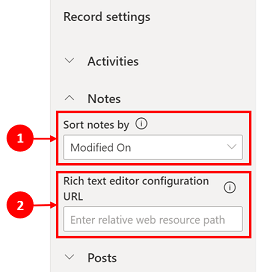 Record settings
Activities
Notes
1
Sort notes by
Modified On
2
Rich text editor configuration
URL
Enter relative web resource path
Posts